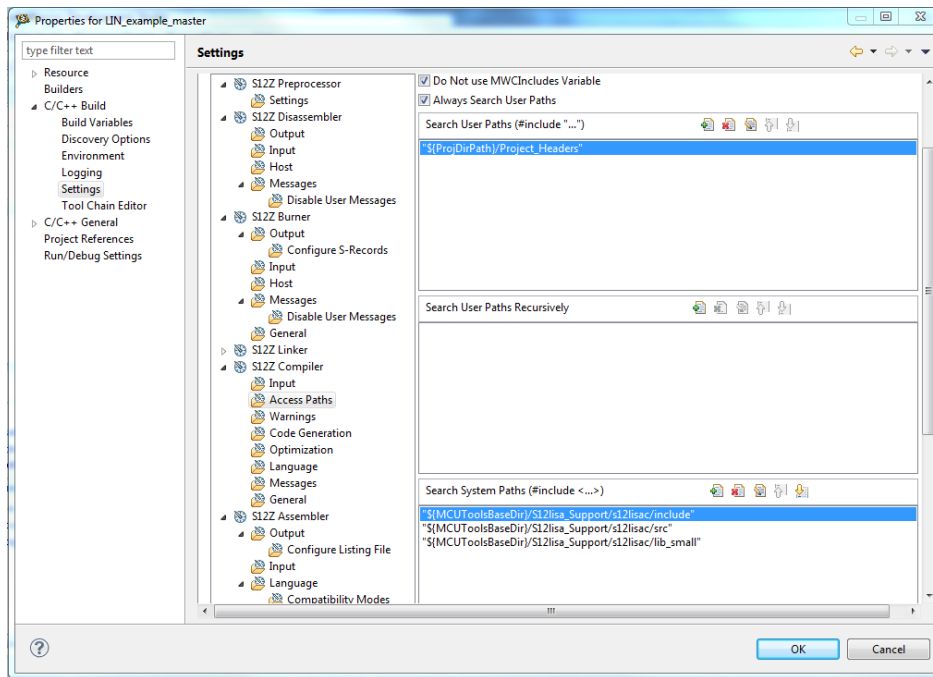 Properties for LIN_example_master
type filter text
Resource
Builders
C/C++ Build
Build Variables
Discovery Options
Environment
Logging
Settings
Tool Chain Editor
C/C++ General
Project References
Run/Debug Settings
Settings
S12Z Preprocessor
Settings
S12Z Disassembler
Output
Input
Host
Messages
Disable User Messages
S12Z Burner
Output
Configure S-Records
Input
Host
Messages
Disable User Messages
General
S12Z Linker
S12Z Compiler
Input
Access Paths
Warnings
Code Generation
Optimization
Language
Messages
General
S12Z Assembler
Output
Configure Listing File
Input
Language
Compatibility Modes
Do Not use MWCIncludes Variable
Always Search User Paths
Search User Paths (#include "...")
"${ProjDirPath}/Project_Headers"
Search User Paths Recursively
Search System Paths (#include <...>)
"${MCUToolsBaseDir}/S12lisa_Support/s12lisac/include"
"${MCUToolsBaseDir}/S12lisa_Support/s12lisac/src"
"${MCUToolsBaseDir}/S12lisa_Support/s12lisac/lib_small"
?
OK
Cancel